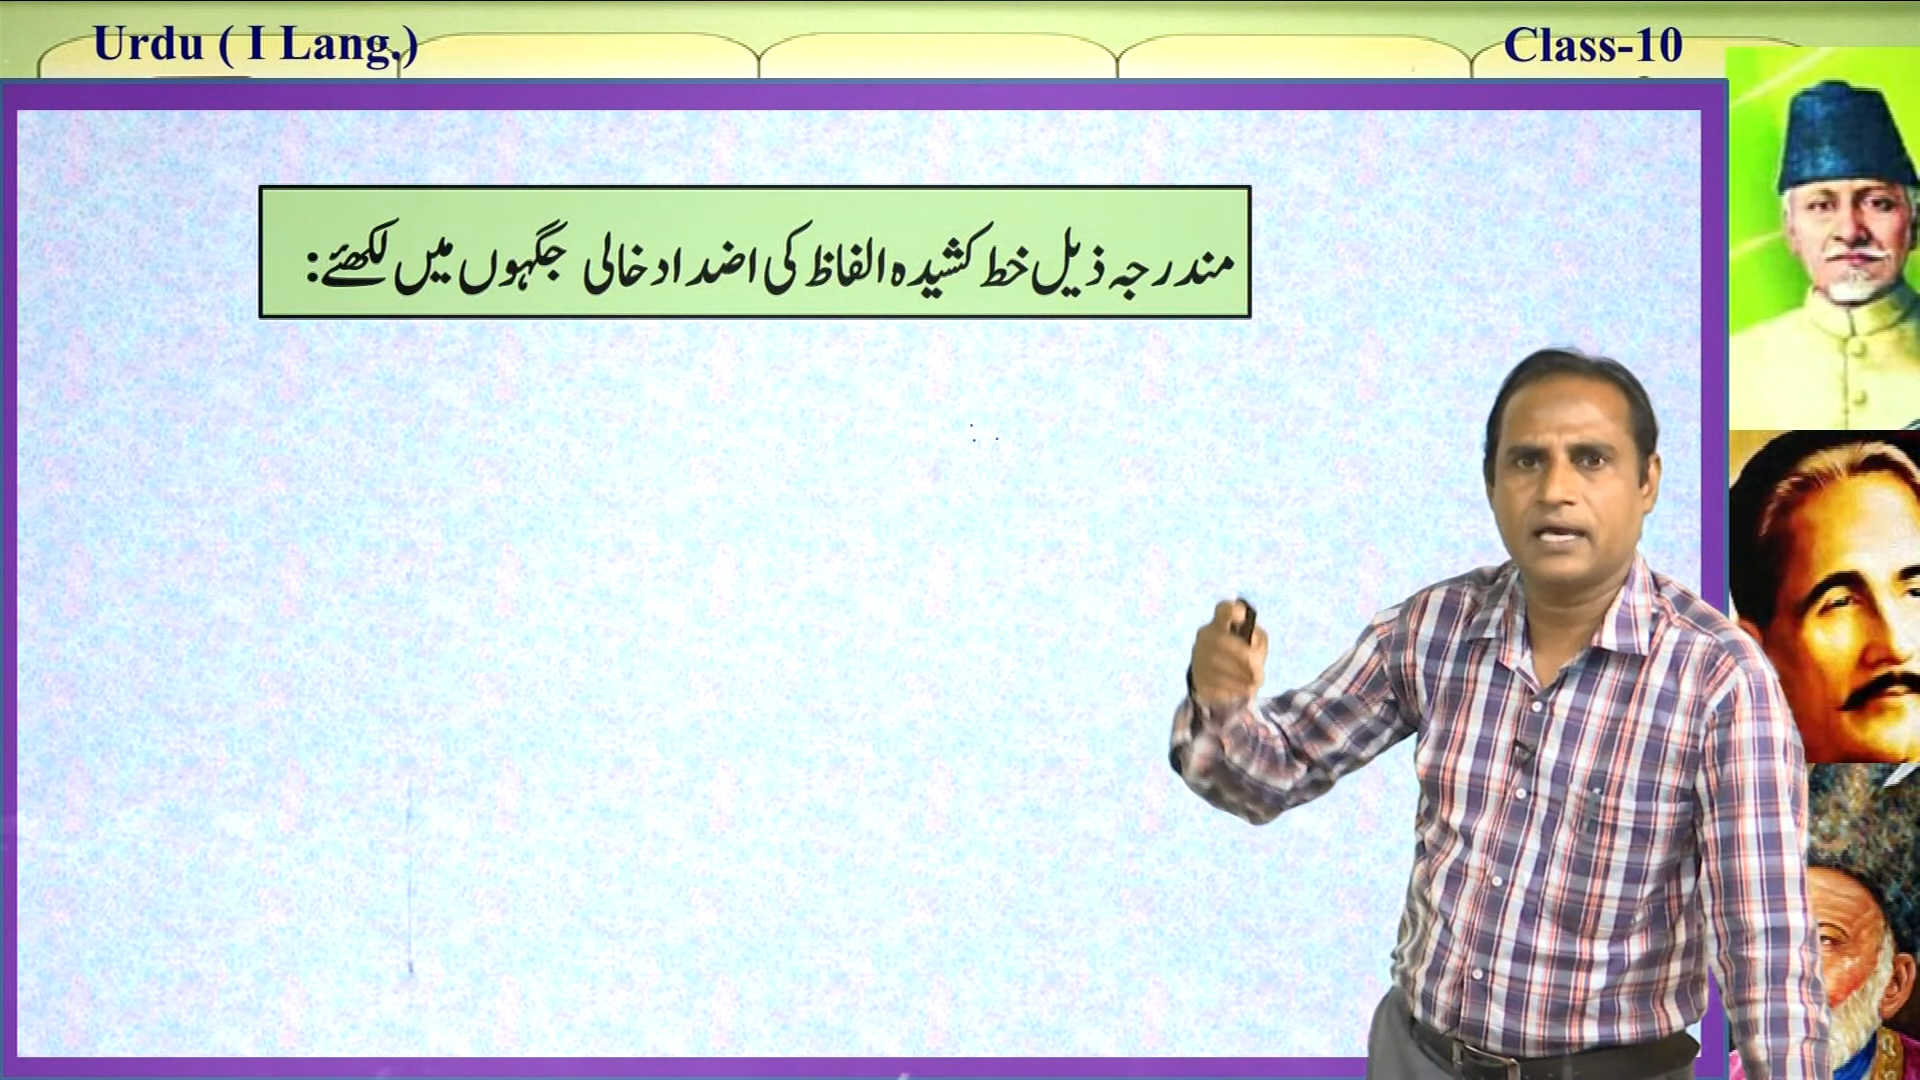 Urdu ( I Lang.)
Class-10
مندرجہ ذیل خط کشیدہ الفاظ کی اضداد خالی جگہوں میں لکھئے: